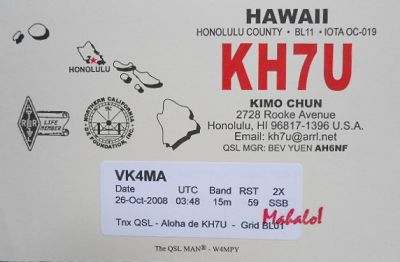 HAWAII
HONOLULU COUNTY • BL11 • IOTA OC-019
KH7U
HONOLULU
KIMO CHUN
2728 Rooke Avenue
Honolulu, HI 96817-1396 U.S.A.
Email: kh7u@arrl.net
QSL MGR: BEV YUEN AH6NF
LIFE MEMBER
NORTHERN CALIFORNIA
DX FOUNDATION, INC.
VK4MA
Date UTC Band RST 2X
26-Oct-2008 03:48 15m 59 SSB
Tnx QSL - Aloha de KH7U - Grid BL01
Mahalo!
The QSL MAN® - W4MPY